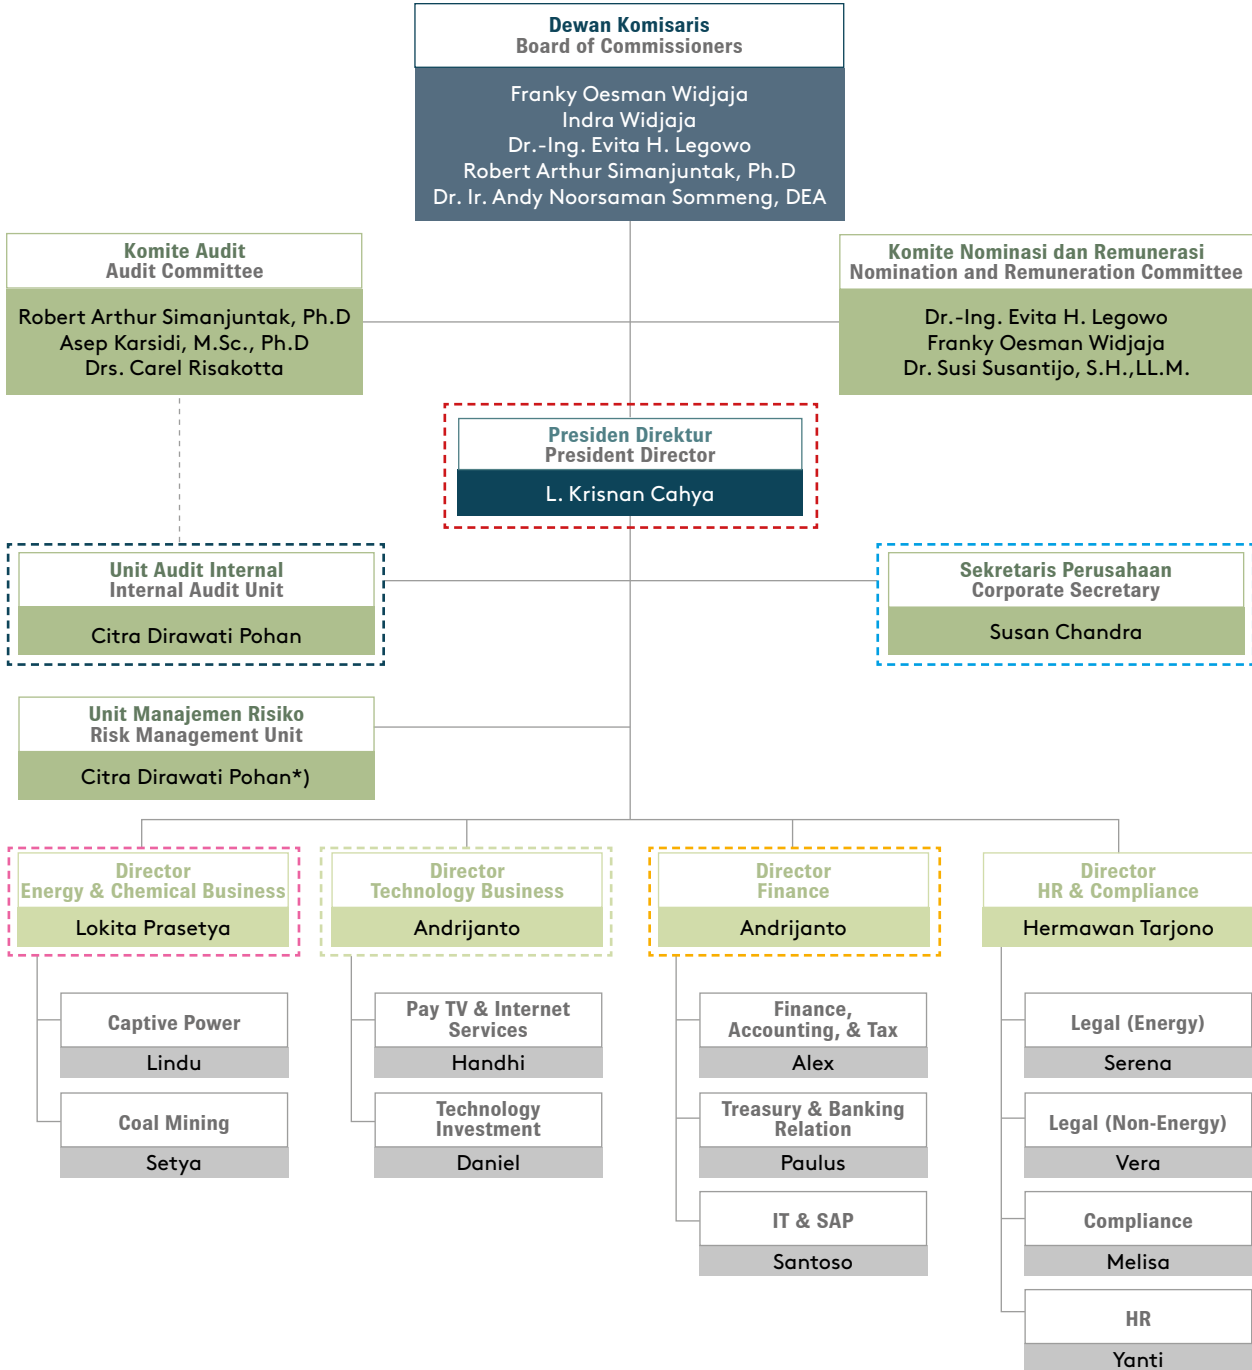 Dewan Komisaris
Board of Commissioners
Franky Oesman Widjaja
Indra Widjaja
Dr.-Ing. Evita H. Legowo
Robert Arthur Simanjuntak, Ph.D
Dr. Ir. Andy Noorsaman Sommeng, DEA
Komite Audit
Audit Committee
Robert Arthur Simanjuntak, Ph.D
Asep Karsidi, M.Sc., Ph.D
Drs. Carel Risakotta
Komite Nominasi dan Remunerasi
Nomination and Remuneration Committee
Dr.-Ing. Evita H. Legowo
Franky Oesman Widjaja
Dr. Susi Susantijo, S.H.,LL.M.
Presiden Direktur
President Director
L. Krisnan Cahya
Unit Audit Internal
Internal Audit Unit
Citra Dirawati Pohan
Sekretaris Perusahaan
Corporate Secretary
Susan Chandra
Unit Manajemen Risiko
Risk Management Unit
Citra Dirawati Pohan*)
Director
Energy & Chemical Business
Lokita Prasetya
Captive Power
Lindu
Coal Mining
Setya
Director
Technology Business
Andrijanto
Pay TV & Internet
Services
Handhi
Technology
Investment
Daniel
Director
Finance
Andrijanto
Finance,
Accounting, & Tax
Alex
Treasury & Banking
Relation
Paulus
IT & SAP
Santoso
Director
HR & Compliance
Hermawan Tarjono
Legal (Energy)
Serena
Legal (Non-Energy)
Vera
Compliance
Melisa
HR
Yanti